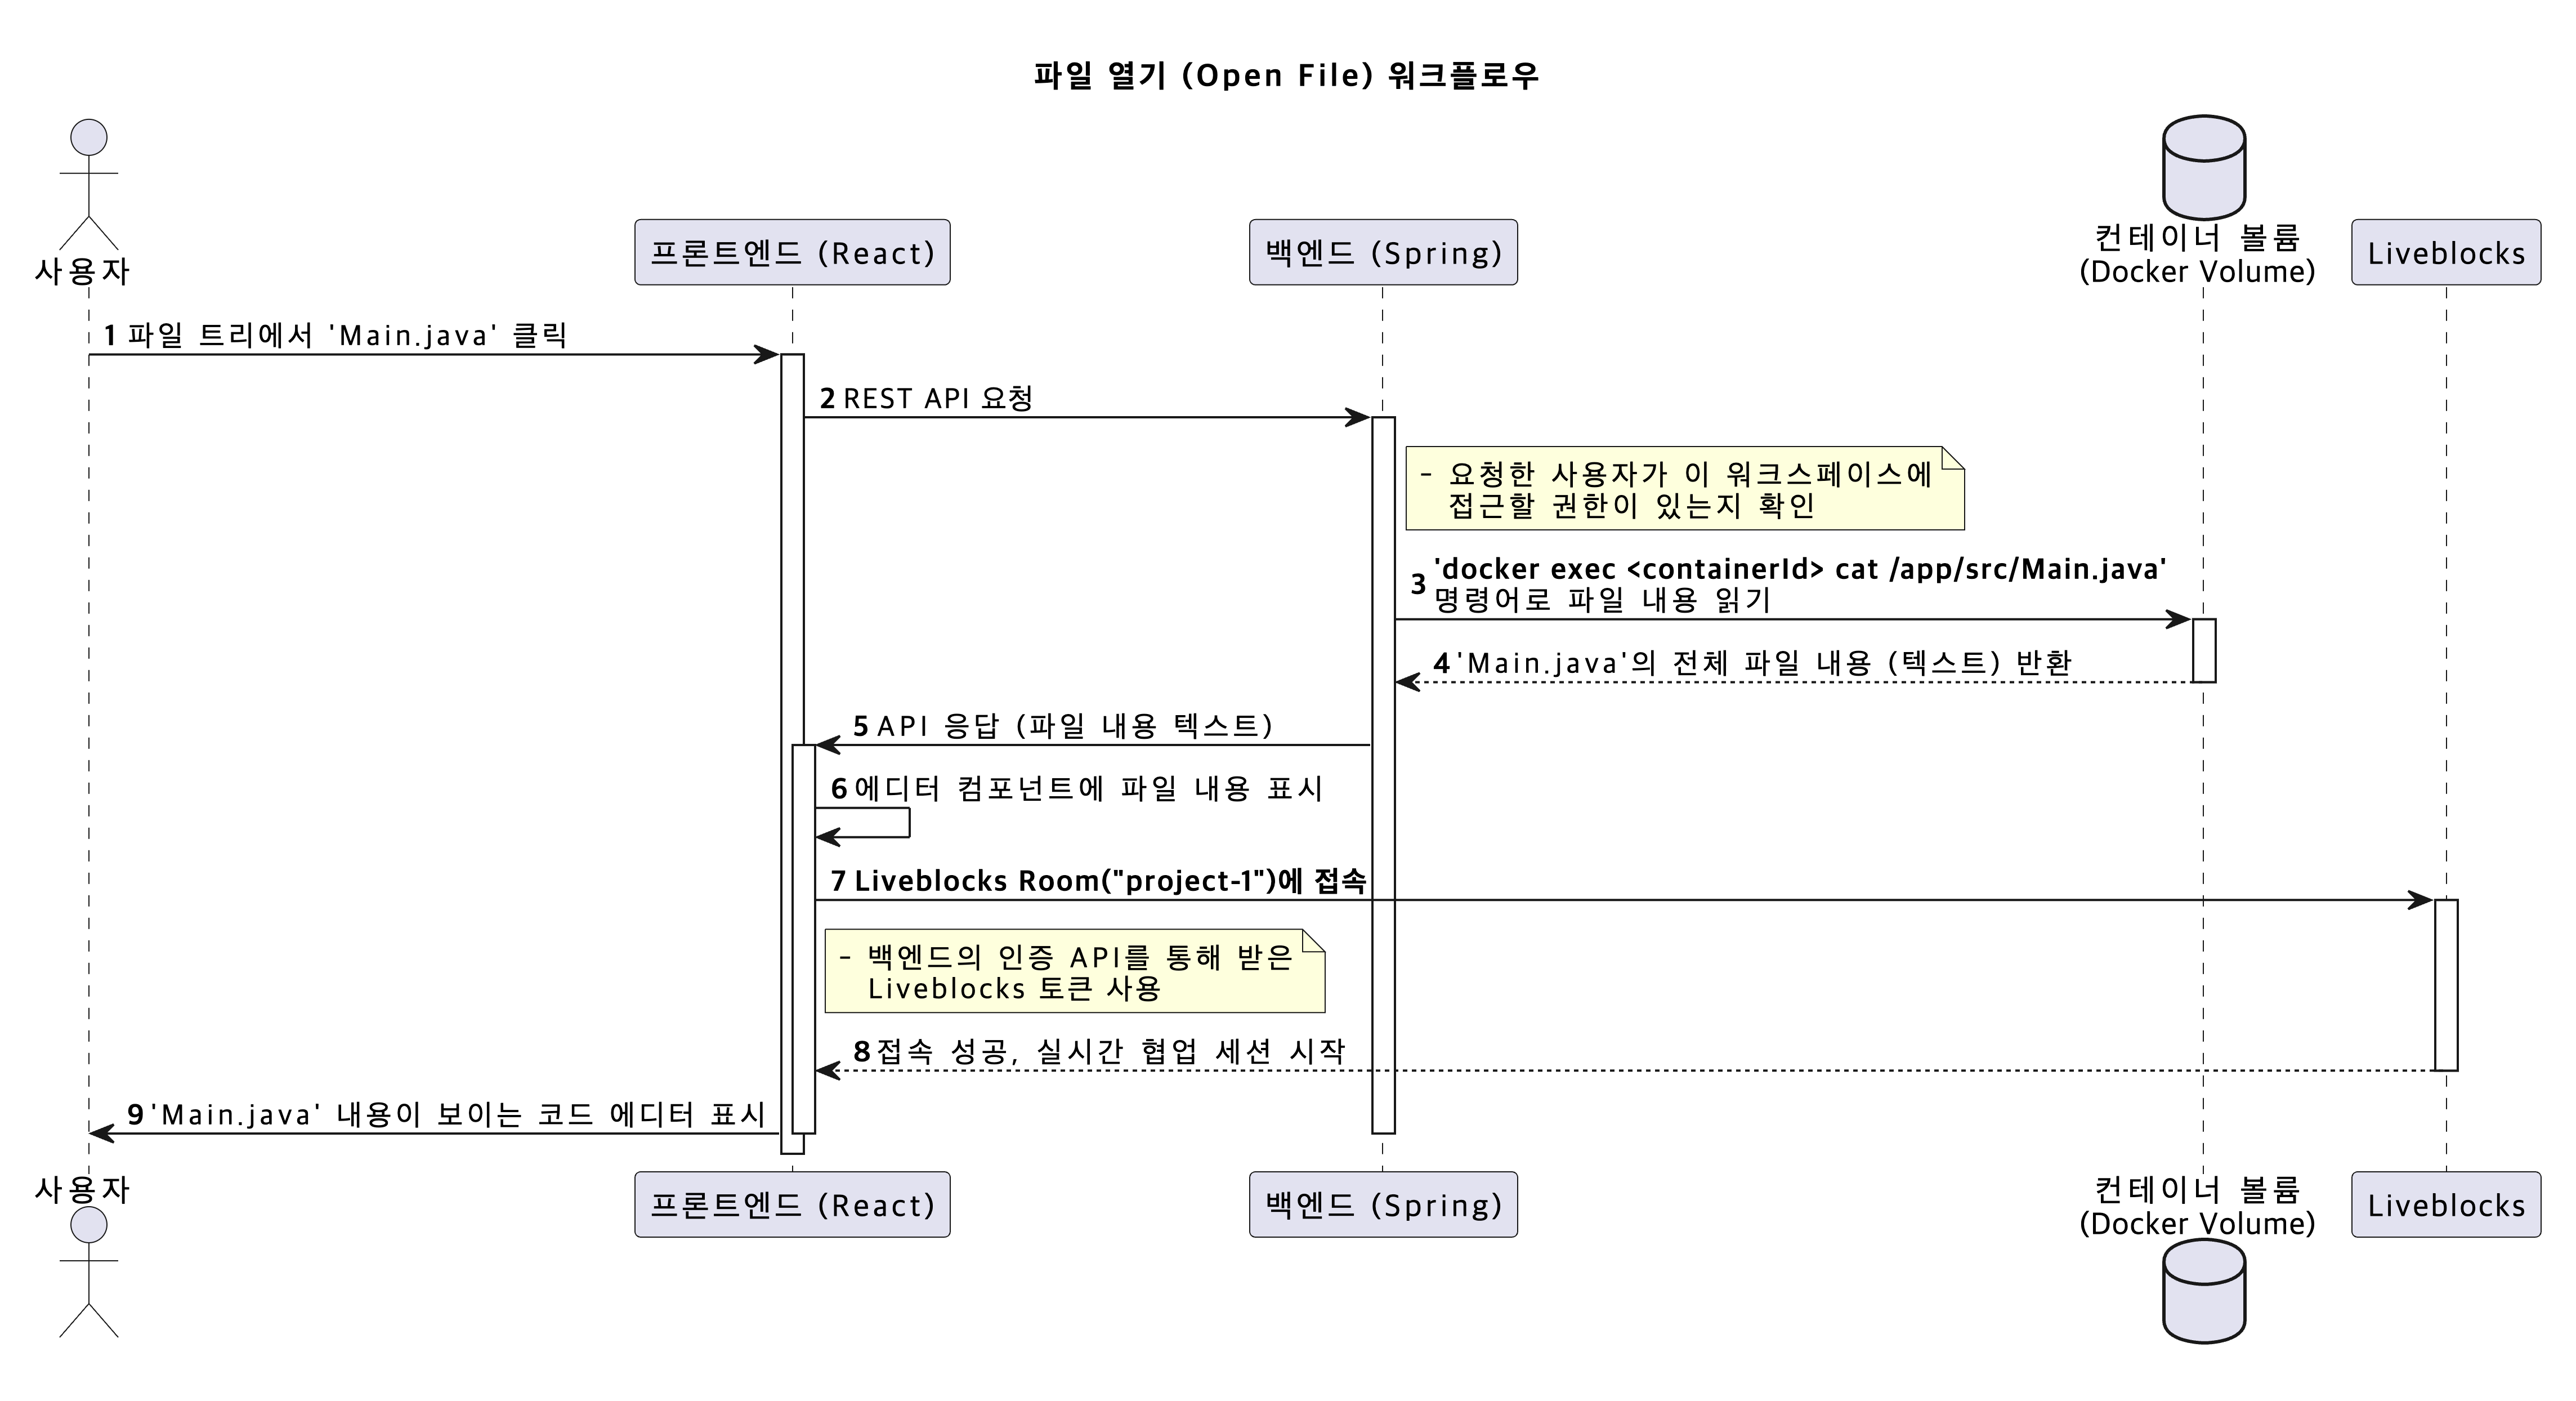 파일 열기 (Open File) 워크플로우
사용자
프론트엔드 (React)
백엔드 (Spring)
컨테이너 볼륨
(Docker Volume)
Liveblocks
1 파일 트리에서 'Main.java' 클릭
2 REST API 요청
- 요청한 사용자가 이 워크스페이스에
접근할 권한이 있는지 확인
3 'docker exec <containerId> cat /app/src/Main.java'
명령어로 파일 내용 읽기
4 'Main.java'의 전체 파일 내용 (텍스트) 반환
5 API 응답 (파일 내용 텍스트)
6 에디터 컴포넌트에 파일 내용 표시
7 Liveblocks Room("project-1")에 접속
- 백엔드의 인증 API를 통해 받은
Liveblocks 토큰 사용
8 접속 성공, 실시간 협업 세션 시작
9 'Main.java' 내용이 보이는 코드 에디터 표시
사용자
프론트엔드 (React)
백엔드 (Spring)
컨테이너 볼륨
(Docker Volume)
Liveblocks